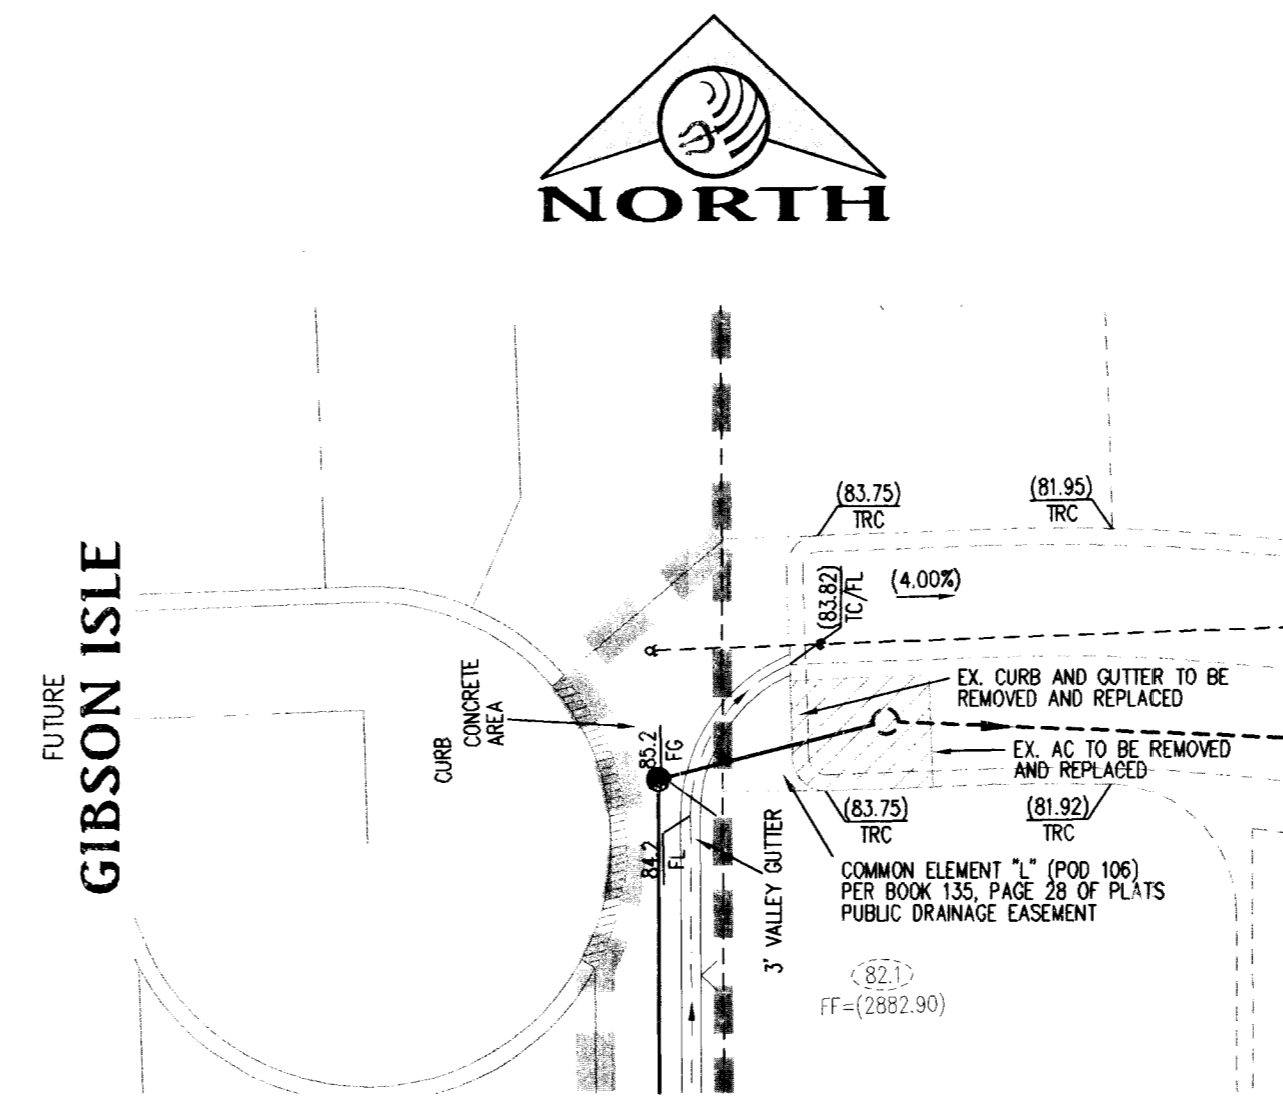 NORTH
(83.75)
TRC
(81.95)
TRC
(83.82)
TC/FL
(4.00%)
FUTURE
GIBSON ISLE
CURB
CONCRETE
AREA
85.2
FG
EX. CURB AND GUTTER TO BE
REMOVED AND REPLACED
EX. AC TO BE REMOVED
AND REPLACED
84.2
FL
3' VALLEY GUTTER
(83.75)
TRC
(81.92)
TRC
COMMON ELEMENT "L" (POD 106)
PER BOOK 135, PAGE 28 OF PLATS
PUBLIC DRAINAGE EASEMENT
82.1
FF=(2882.90)